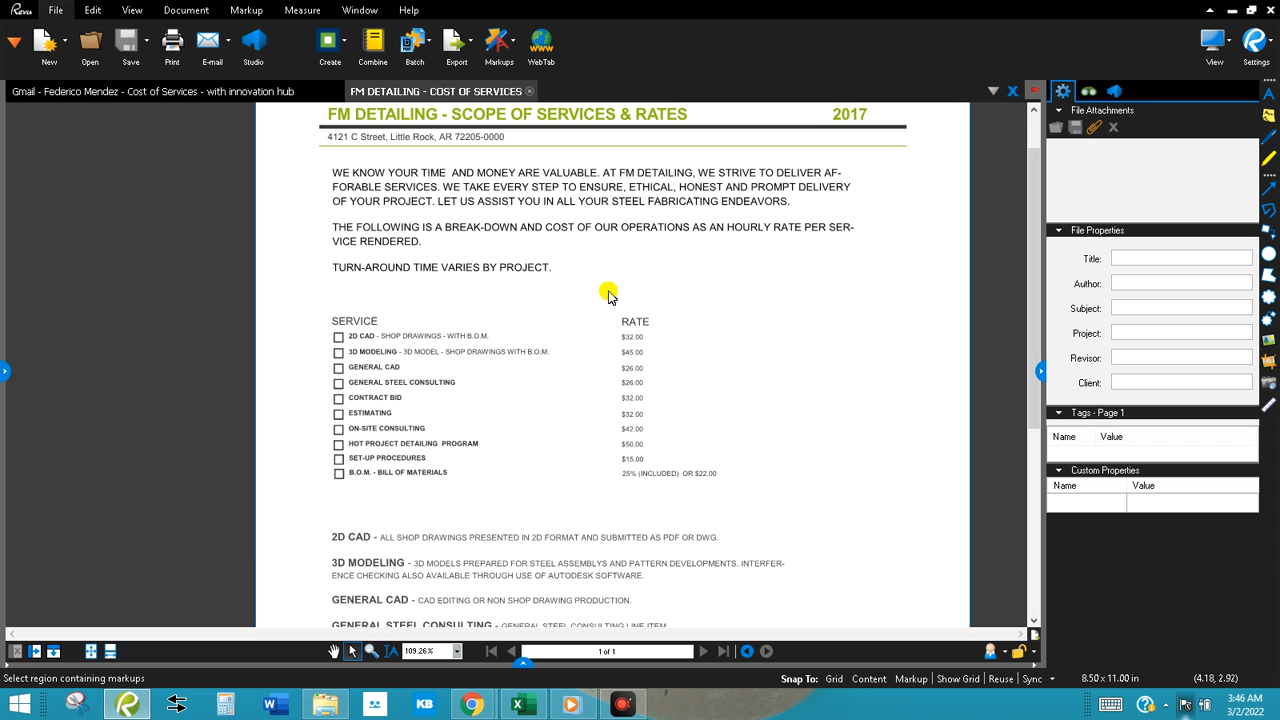 Revu File Edit View Document Markup Measure Window Help
New Open Save Print E-mail Studio Create Combine Batch Export Markups WebTab View Settings
Gmail - Federico Mendez - Cost of Services - with innovation hub FM DETAILING - COST OF SERVICES
FM DETAILING - SCOPE OF SERVICES & RATES 2017
4121 C Street, Little Rock, AR 72205-0000
WE KNOW YOUR TIME AND MONEY ARE VALUABLE. AT FM DETAILING, WE STRIVE TO DELIVER AF-
FORABLE SERVICES. WE TAKE EVERY STEP TO ENSURE, ETHICAL, HONEST AND PROMPT DELIVERY
OF YOUR PROJECT. LET US ASSIST YOU IN ALL YOUR STEEL FABRICATING ENDEAVORS.
THE FOLLOWING IS A BREAK-DOWN AND COST OF OUR OPERATIONS AS AN HOURLY RATE PER SER-
VICE RENDERED.
TURN-AROUND TIME VARIES BY PROJECT.
SERVICE RATE
2D CAD - SHOP DRAWINGS - WITH B.O.M. $32.00
3D MODELING - 3D MODEL - SHOP DRAWINGS WITH B.O.M. $45.00
GENERAL CAD $26.00
GENERAL STEEL CONSULTING $26.00
CONTRACT BID $32.00
ESTIMATING $32.00
ON-SITE CONSULTING $42.00
HOT PROJECT DETAILING PROGRAM $50.00
SET-UP PROCEDURES $15.00
B.O.M. - BILL OF MATERIALS 25% (INCLUDED) OR $22.00
2D CAD - ALL SHOP DRAWINGS PRESENTED IN 2D FORMAT AND SUBMITTED AS PDF OR DWG.
3D MODELING - 3D MODELS PREPARED FOR STEEL ASSEMBLYS AND PATTERN DEVELOPMENTS. INTERFER-
ENCE CHECKING ALSO AVAILABLE THROUGH USE OF AUTODESK SOFTWARE.
GENERAL CAD - CAD EDITING OR NON SHOP DRAWING PRODUCTION.
GENERAL STEEL CONSULTING - GENERAL STEEL CONSULTING LINE ITEM
File Attachments
File Properties
Title:
Author:
Subject:
Project:
Revisor:
Client:
Tags - Page 1
Name Value
Custom Properties
Name Value
109.26% 1 of 1
Select region containing markups Snap To: Grid Content Markup Show Grid Reuse Sync 8.50 x 11.00 in (4.18, 2.92)
KB
3:46 AM
3/2/2022